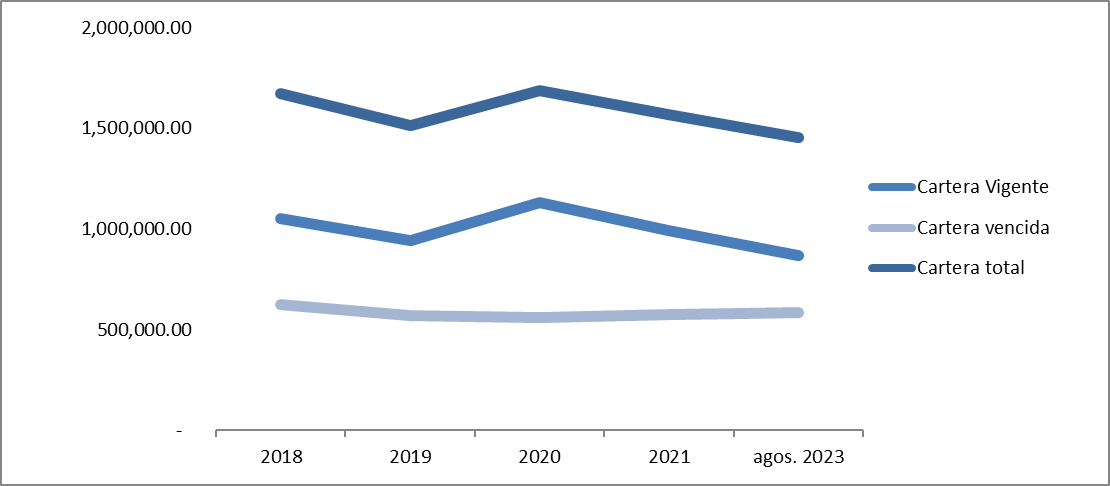 2,000,000.00
1,500,000.00
1,000,000.00
500,000.00
-
2018 2019 2020 2021 agos. 2023
Cartera Vigente
Cartera vencida
Cartera total